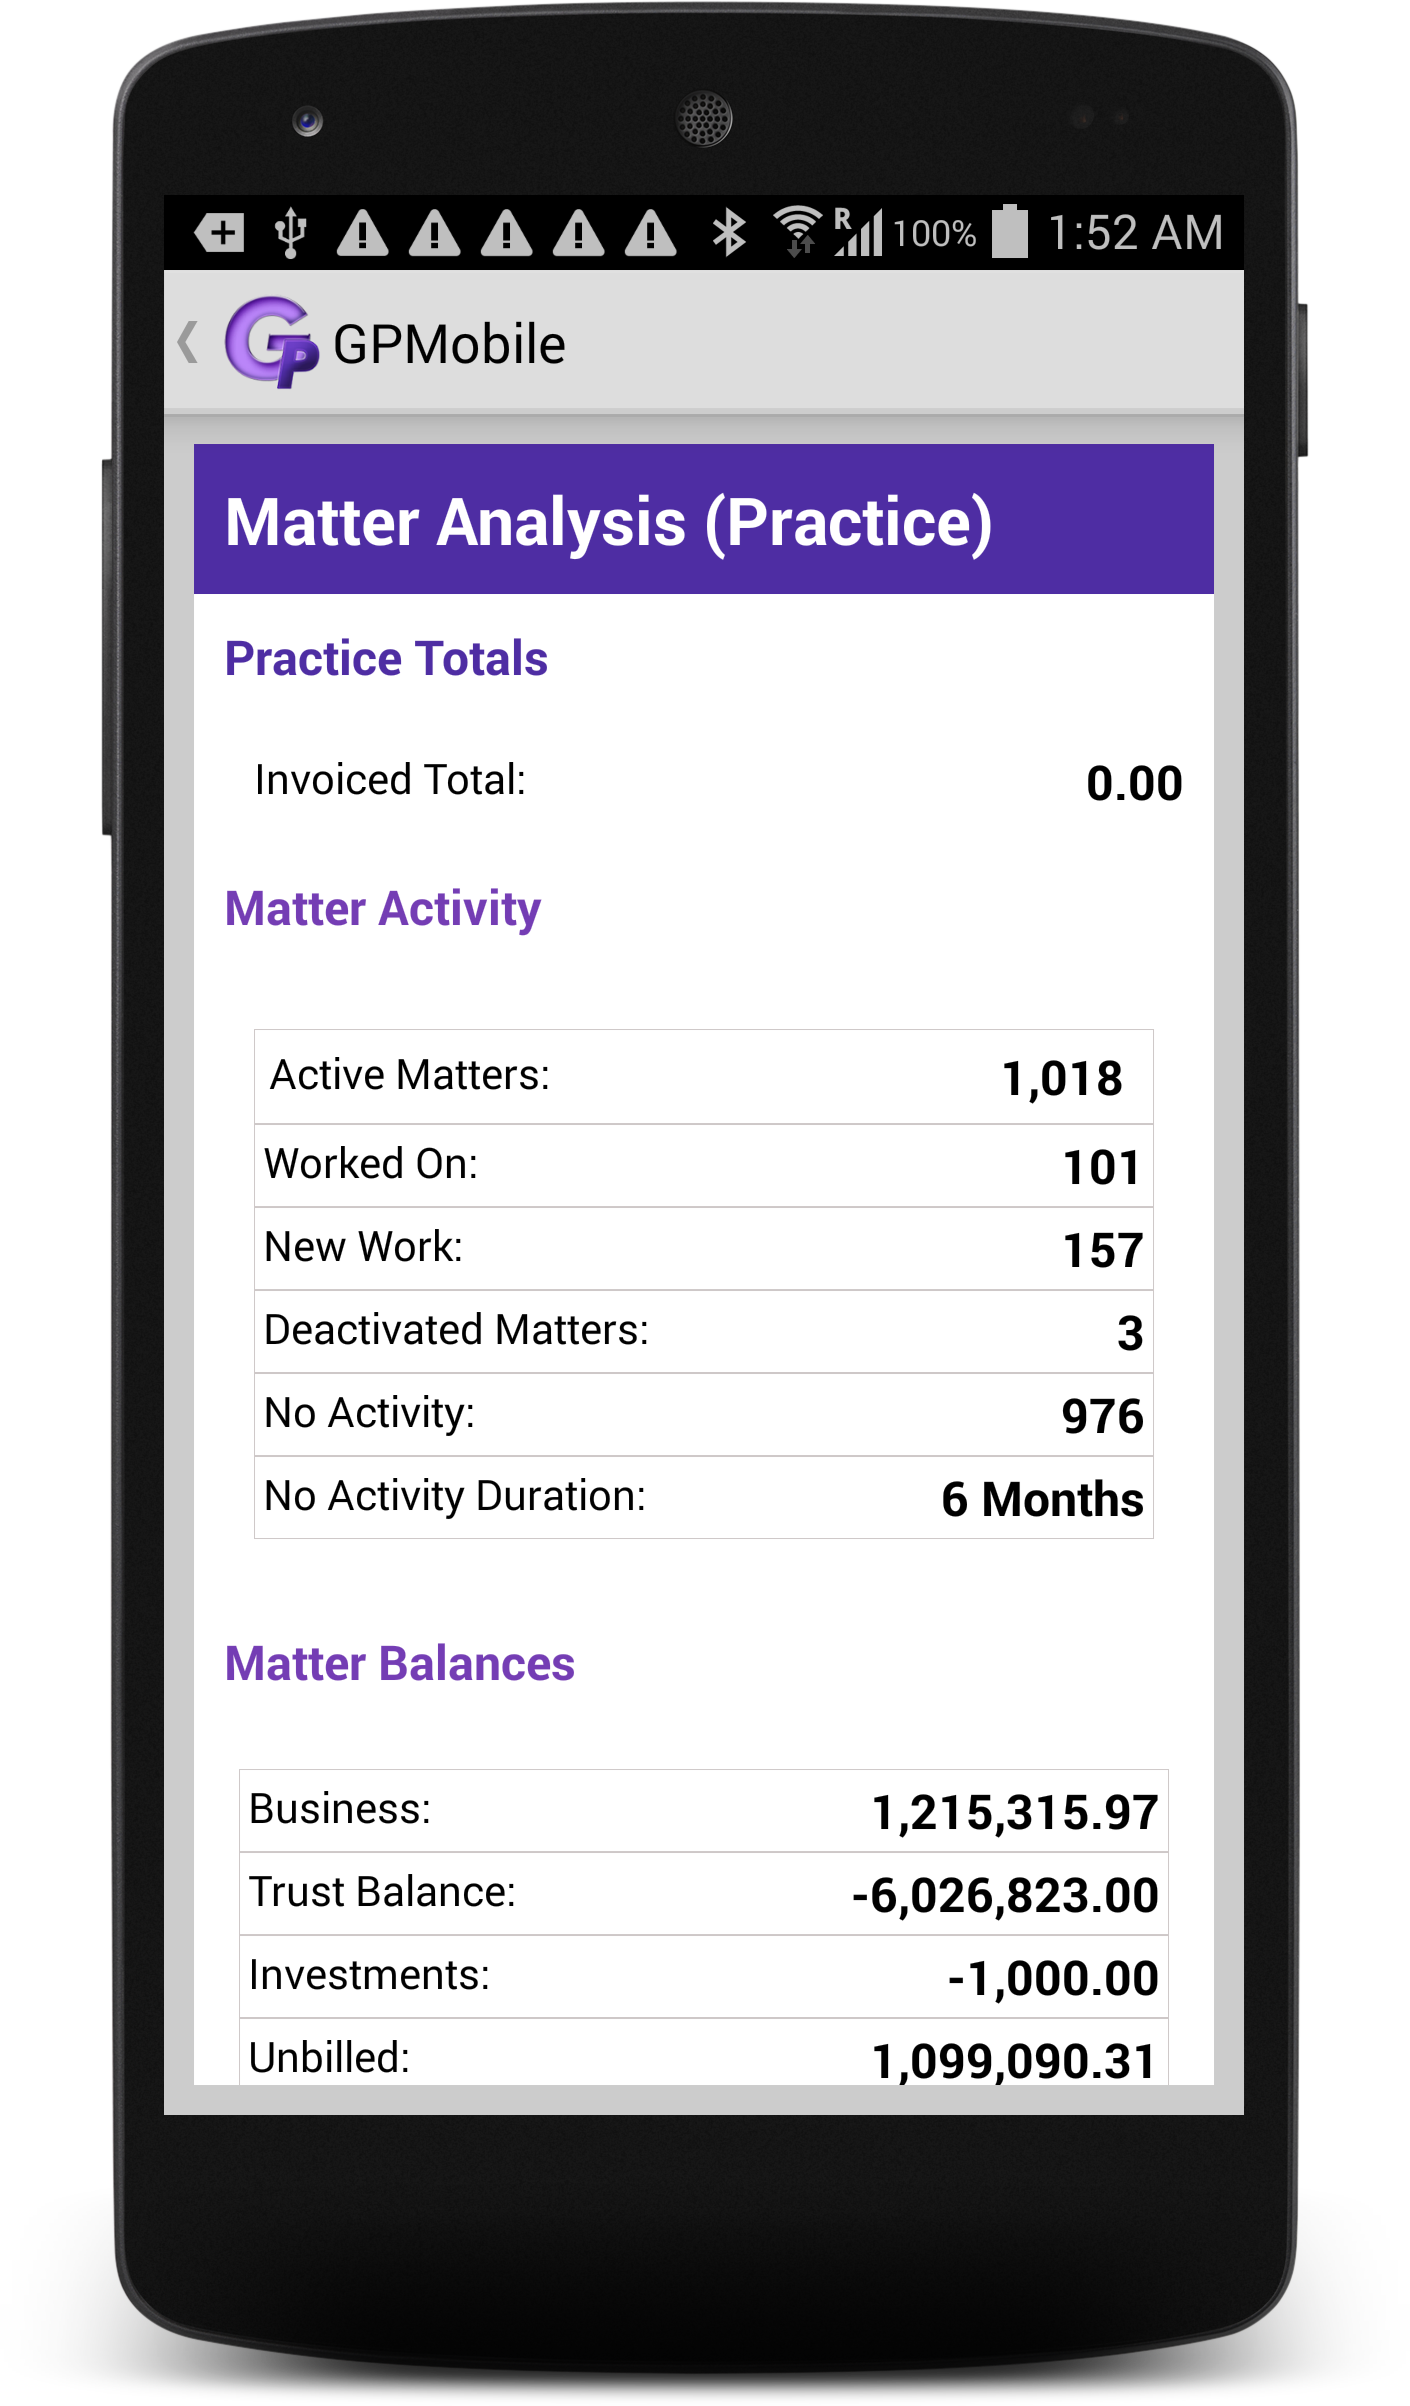 R 100% 1:52 AM
GP GPMobile
Matter Analysis (Practice)
Practice Totals
Invoiced Total: 0.00
Matter Activity
Active Matters: 1,018
Worked On: 101
New Work: 157
Deactivated Matters: 3
No Activity: 976
No Activity Duration: 6 Months
Matter Balances
Business: 1,215,315.97
Trust Balance: -6,026,823.00
Investments: -1,000.00
Unbilled: 1,099,090.31